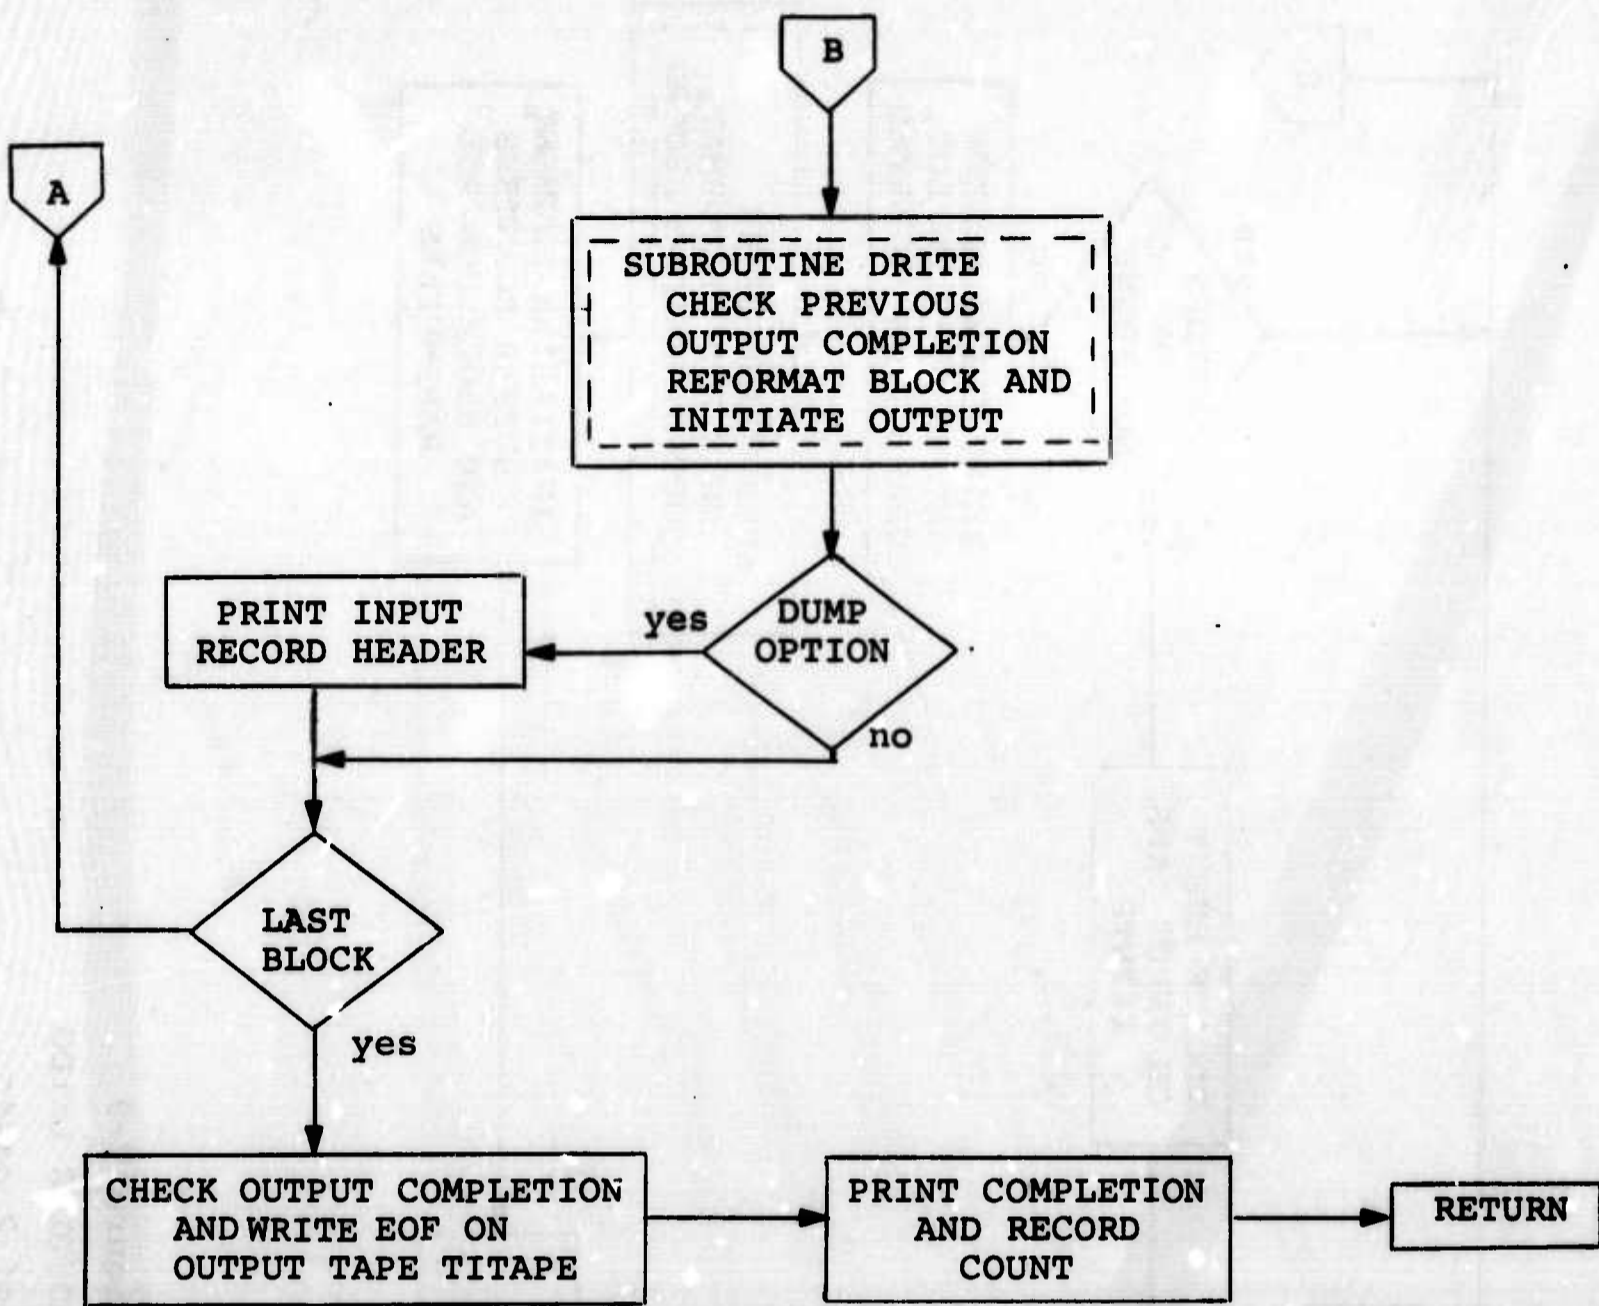 B
A
SUBROUTINE DRITE
CHECK PREVIOUS
OUTPUT COMPLETION
REFORMAT BLOCK AND
INITIATE OUTPUT
DUMP
OPTION
yes
no
PRINT INPUT
RECORD HEADER
LAST
BLOCK
yes
CHECK OUTPUT COMPLETION
AND WRITE EOF ON
OUTPUT TAPE TITAPE
PRINT COMPLETION
AND RECORD
COUNT
RETURN